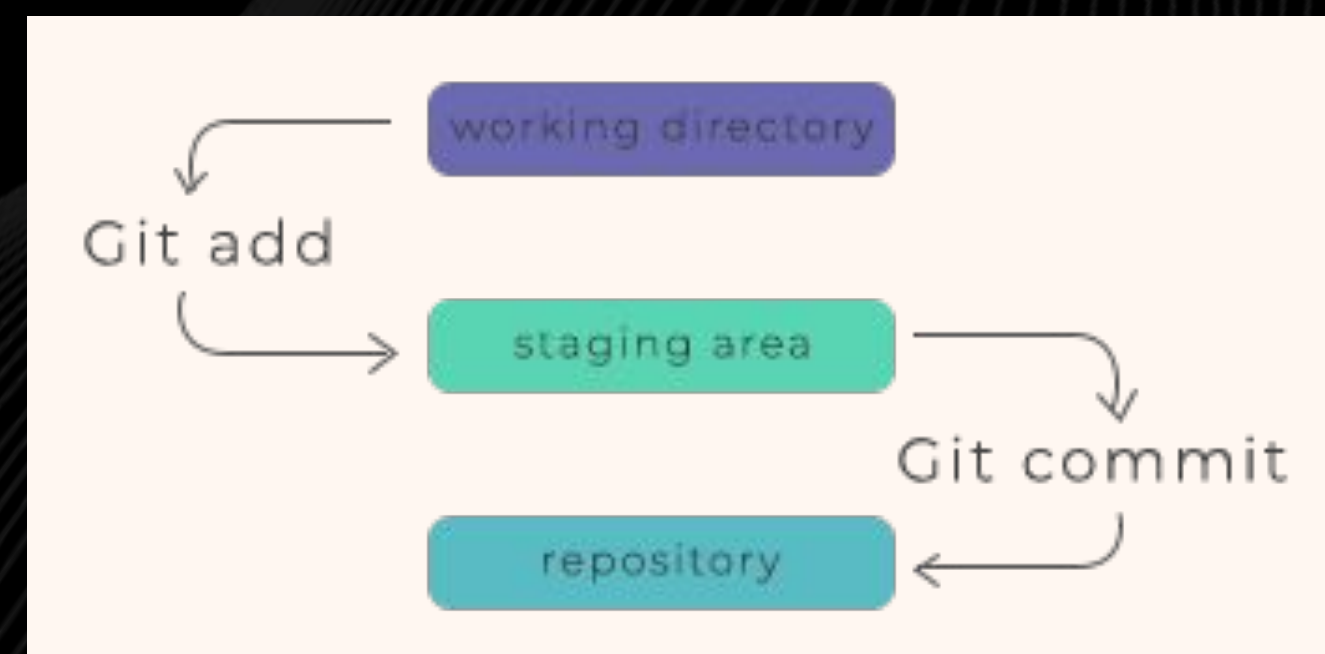 working directory
Git add
staging area
Git commit
repository